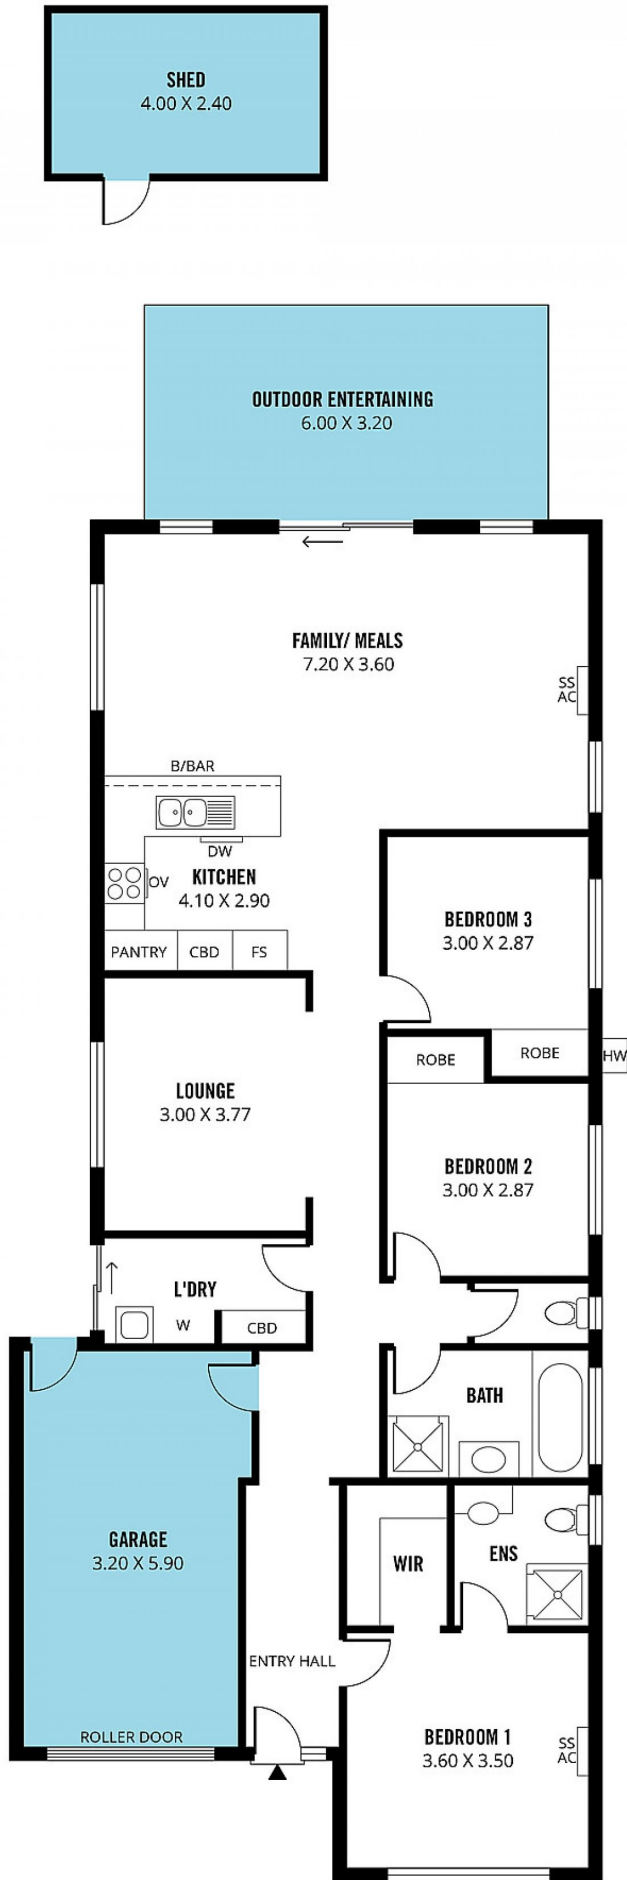 SHED
4.00 X 2.40
OUTDOOR ENTERTAINING
6.00 X 3.20
FAMILY/ MEALS
7.20 X 3.60
SS
AC
B/BAR
DW
OV
KITCHEN
4.10 X 2.90
PANTRY
CBD
FS
BEDROOM 3
3.00 X 2.87
ROBE
ROBE
HW
LOUNGE
3.00 X 3.77
BEDROOM 2
3.00 X 2.87
L'DRY
W
CBD
BATH
GARAGE
3.20 X 5.90
WIR
ENS
ENTRY HALL
ROLLER DOOR
BEDROOM 1
3.60 X 3.50
SS
AC